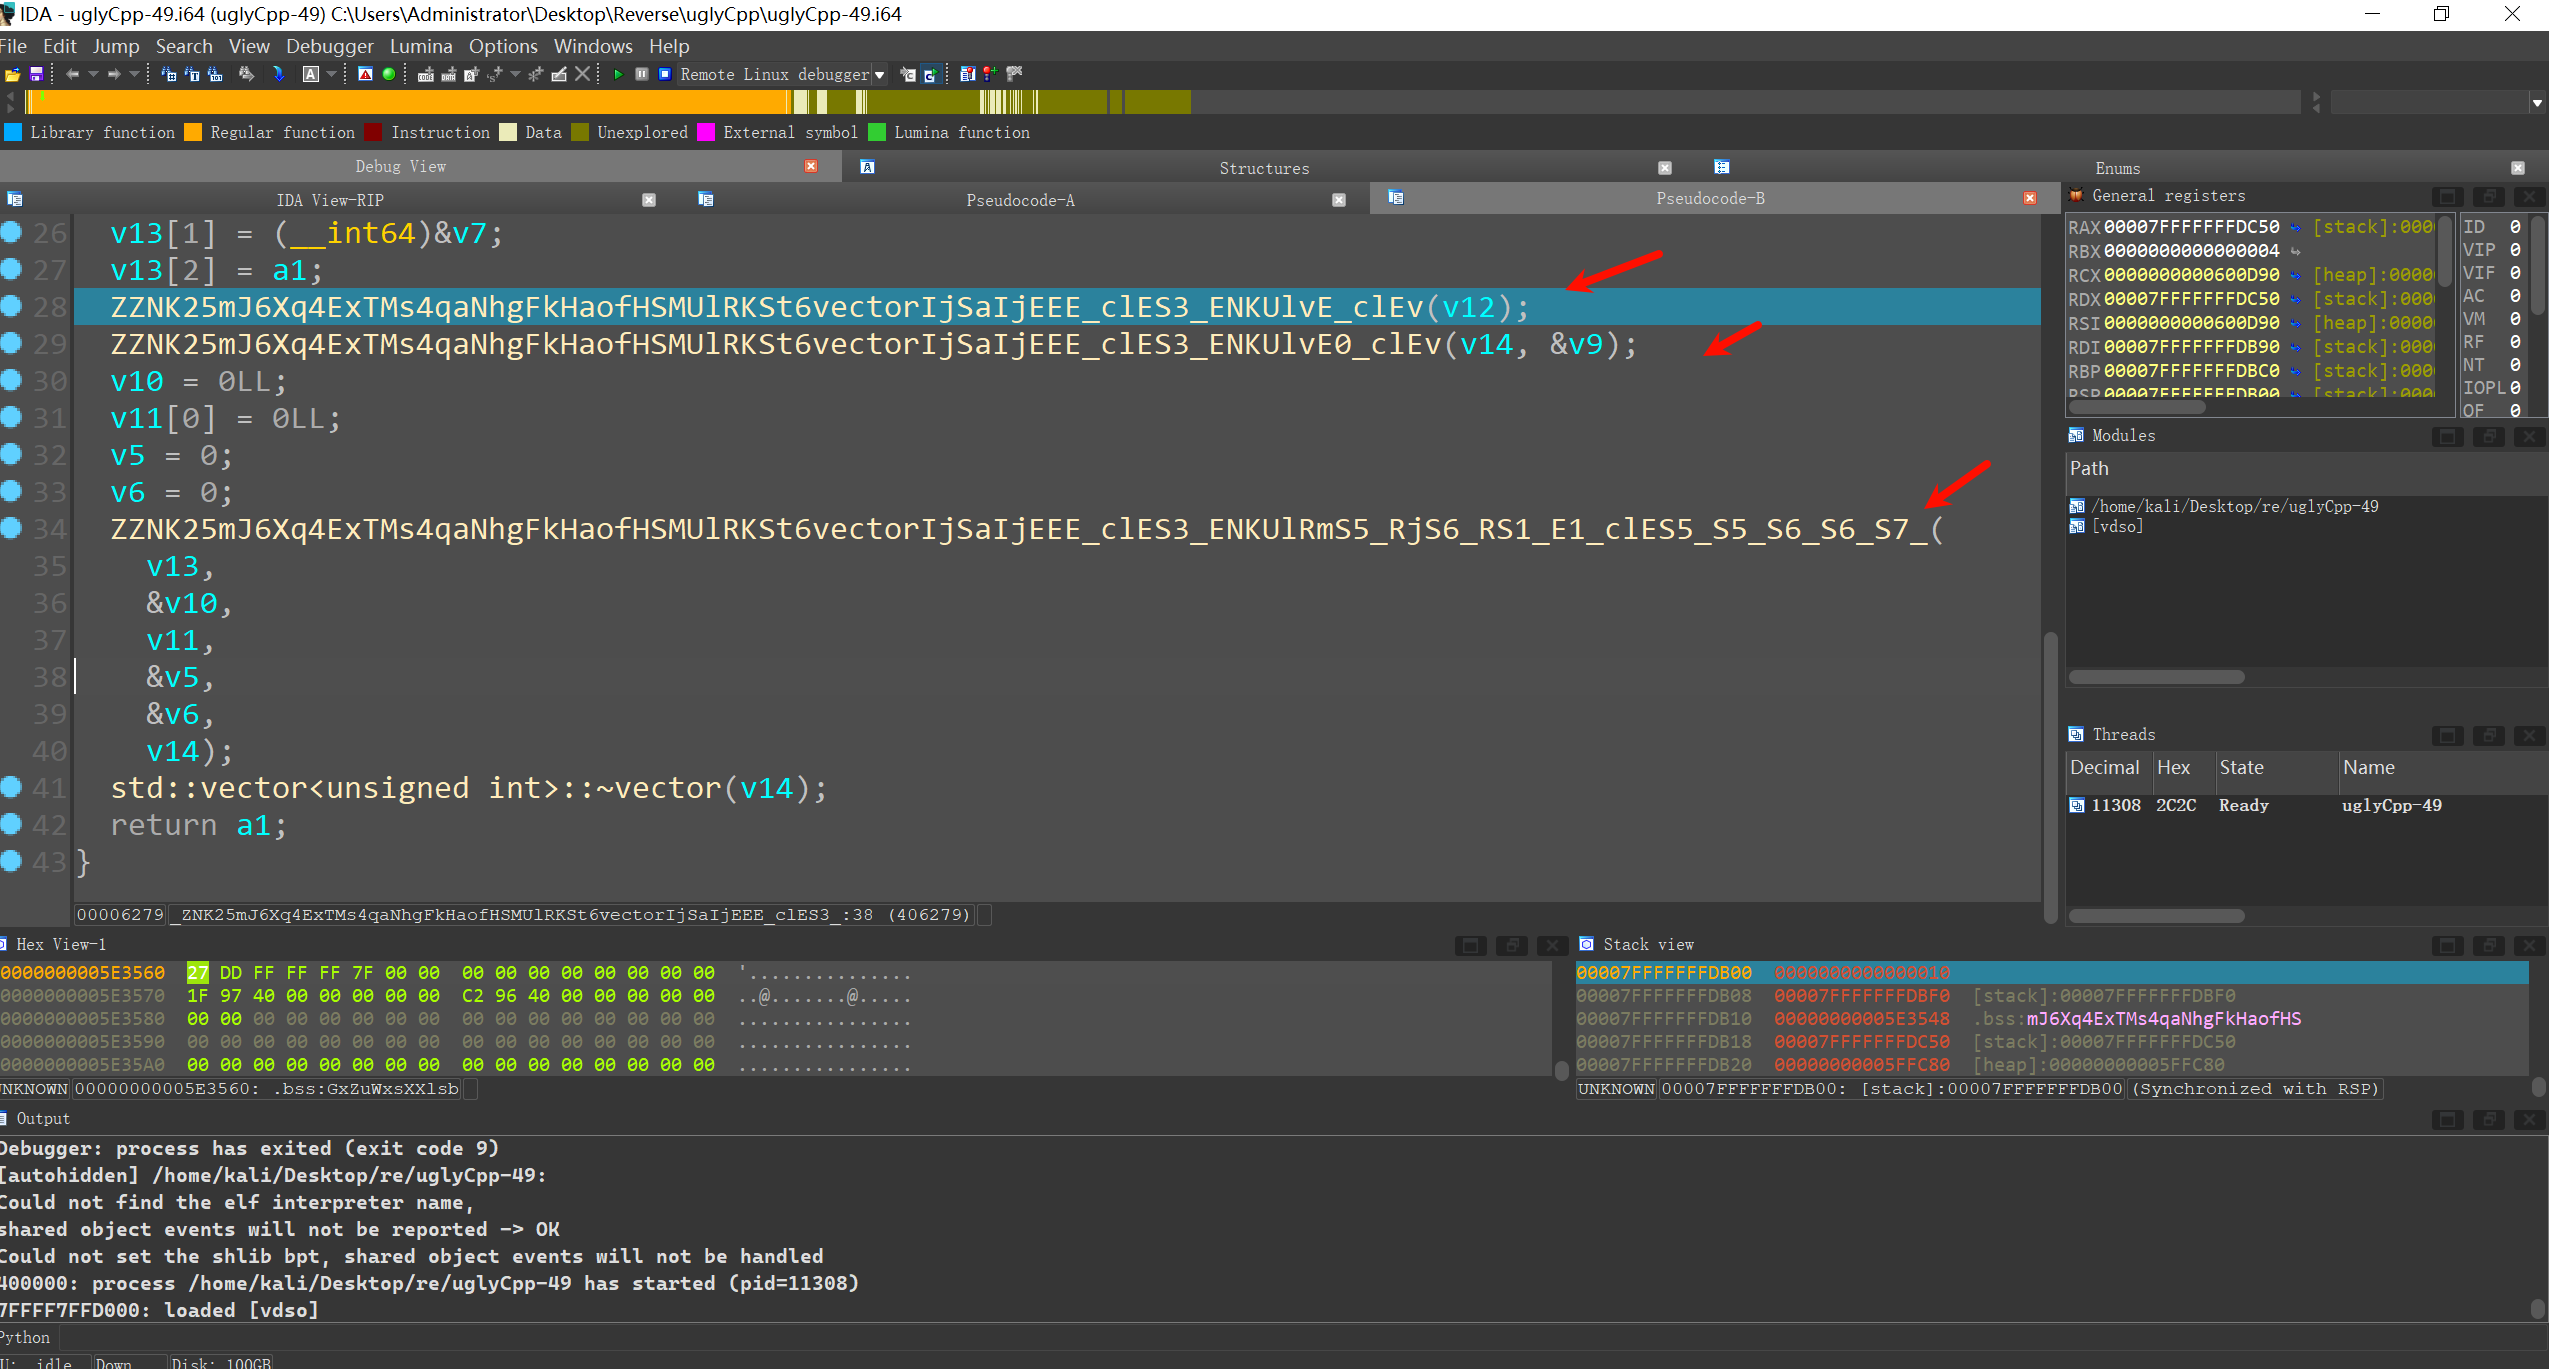 IDA - uglyCpp-49.i64 (uglyCpp-49) C:\Users\Administrator\Desktop\Reverse\uglyCpp\uglyCpp-49.i64
File Edit Jump Search View Debugger Lumina Options Windows Help
Remote Linux debugger
Library function Regular function Instruction Data Unexplored External symbol Lumina function
Debug View Structures Enums
IDA View-RIP Pseudocode-A Pseudocode-B
26 v13[1] = (__int64)&v7;
27 v13[2] = a1;
28 ZZNK25mJ6Xq4ExTMs4qaNhgFkHaofHSMUlRKSt6vectorIjSaIjEEE_clES3_ENKUlvE_clEv(v12);
29 ZZNK25mJ6Xq4ExTMs4qaNhgFkHaofHSMUlRKSt6vectorIjSaIjEEE_clES3_ENKUlvE0_clEv(v14, &v9);
30 v10 = 0LL;
31 v11[0] = 0LL;
32 v5 = 0;
33 v6 = 0;
34 ZZNK25mJ6Xq4ExTMs4qaNhgFkHaofHSMUlRKSt6vectorIjSaIjEEE_clES3_ENKUlRmS5_RjS6_RS1_E1_clES5_S5_S6_S6_S7_(
35 v13,
36 &v10,
37 v11,
38 &v5,
39 &v6,
40 v14);
41 std::vector<unsigned int>::~vector(v14);
42 return a1;
43 }
00006279 _ZNK25mJ6Xq4ExTMs4qaNhgFkHaofHSMUlRKSt6vectorIjSaIjEEE_clES3_:38 (406279)
General registers
RAX 00007FFFFFFFDC50 [stack]:0000 ID 0
RBX 0000000000000004 VIP 0
RCX 0000000000600D90 [heap]:0000 VIF 0
RDX 00007FFFFFFFDC50 [stack]:0000 AC 0
RSI 0000000000600D90 [heap]:0000 VM 0
RDI 00007FFFFFFFDB90 [stack]:0000 RF 0
RBP 00007FFFFFFFDBC0 [stack]:0000 NT 0
RSP 00007FFFFFFFDB00 [stack]:0000 IOPL 0
OF 0
Modules
Path
/home/kali/Desktop/re/uglyCpp-49
[vdso]
Threads
Decimal Hex State Name
11308 2C2C Ready uglyCpp-49
Hex View-1
00000000005E3560 27 DD FF FF FF 7F 00 00 00 00 00 00 00 00 00 00 '...............
00000000005E3570 1F 97 40 00 00 00 00 00 C2 96 40 00 00 00 00 00 ..@.......@.....
00000000005E3580 00 00 00 00 00 00 00 00 00 00 00 00 00 00 00 00 ................
00000000005E3590 00 00 00 00 00 00 00 00 00 00 00 00 00 00 00 00 ................
00000000005E35A0 00 00 00 00 00 00 00 00 00 00 00 00 00 00 00 00 ................
UNKNOWN 00000000005E3560: .bss:GxZuWxsXXlsb
Stack view
00007FFFFFFFDB00 0000000000000010
00007FFFFFFFDB08 00007FFFFFFFDBF0 [stack]:00007FFFFFFFDBF0
00007FFFFFFFDB10 00000000005E3548 .bss:mJ6Xq4ExTMs4qaNhgFkHaofHS
00007FFFFFFFDB18 00007FFFFFFFDC50 [stack]:00007FFFFFFFDC50
00007FFFFFFFDB20 00000000005FFC80 [heap]:00000000005FFC80
UNKNOWN 00007FFFFFFFDB00: [stack]:00007FFFFFFFDB00 (Synchronized with RSP)
Output
Debugger: process has exited (exit code 9)
[autohidden] /home/kali/Desktop/re/uglyCpp-49:
Could not find the elf interpreter name,
shared object events will not be reported -> OK
Could not set the shlib bpt, shared object events will not be handled
400000: process /home/kali/Desktop/re/uglyCpp-49 has started (pid=11308)
7FFFF7FFD000: loaded [vdso]
Python
AU: idle Down Disk: 100GB